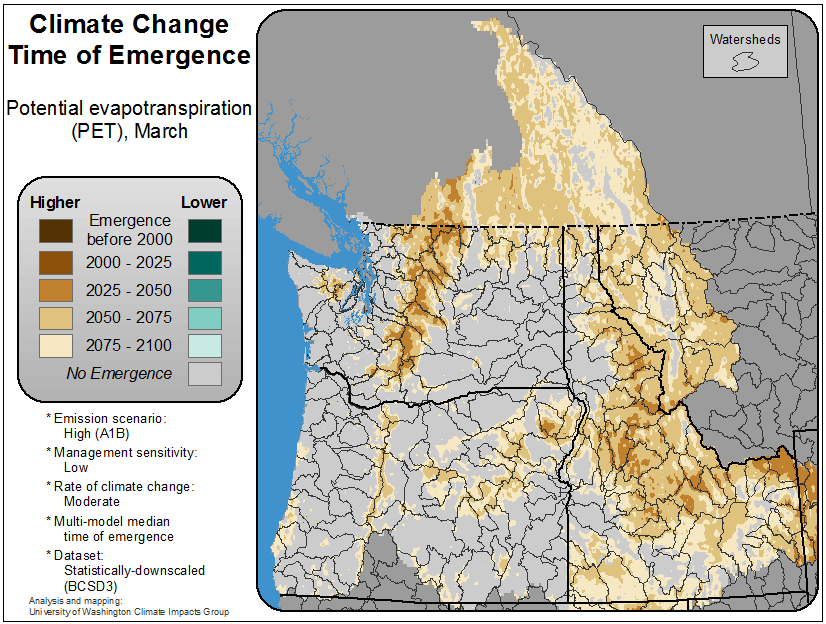 Climate Change
Time of Emergence
Potential evapotranspiration
(PET), March
Higher
Lower
Emergence
before 2000
2000 - 2025
2025 - 2050
2050 - 2075
2075 - 2100
No Emergence
* Emission scenario:
High (A1B)
* Management sensitivity:
Low
* Rate of climate change:
Moderate
* Multi-model median
time of emergence
* Dataset:
Statistically-downscaled
(BCSD3)
Analysis and mapping:
University of Washington Climate Impacts Group
Watersheds